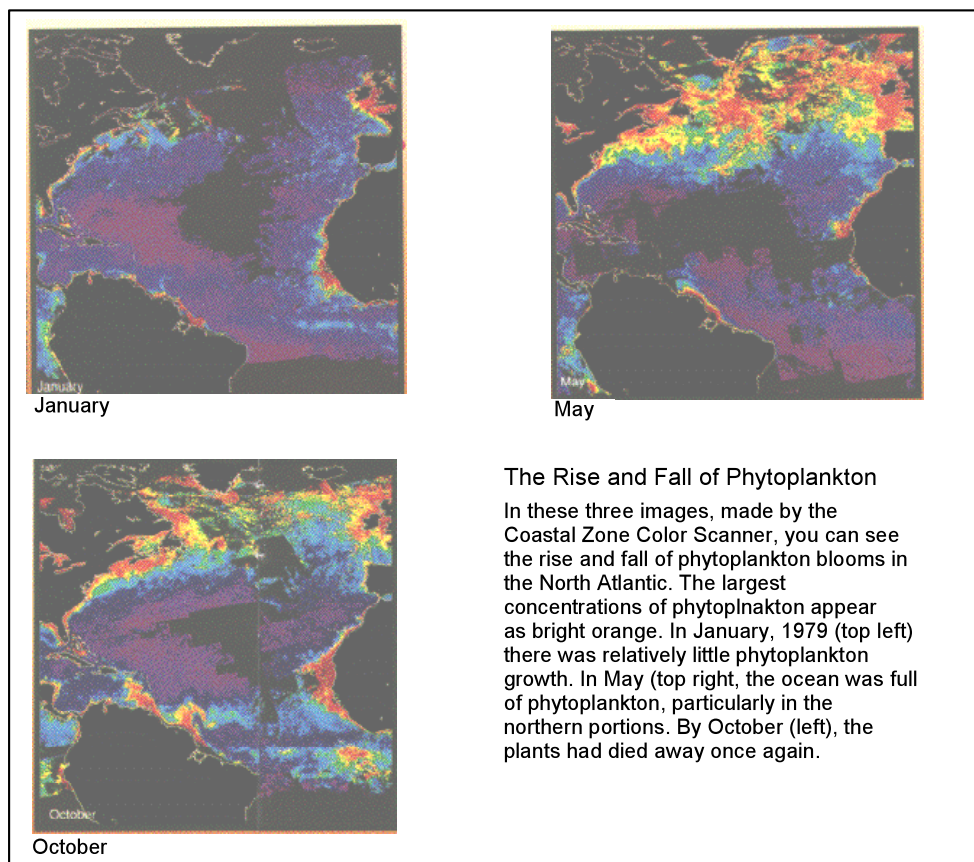 January
January
May
May
October
October
The Rise and Fall of Phytoplankton
In these three images, made by the
Coastal Zone Color Scanner, you can see
the rise and fall of phytoplankton blooms in
the North Atlantic. The largest
concentrations of phytoplnakton appear
as bright orange. In January, 1979 (top left)
there was relatively little phytoplankton
growth. In May (top right, the ocean was full
of phytoplankton, particularly in the
northern portions. By October (left), the
plants had died away once again.